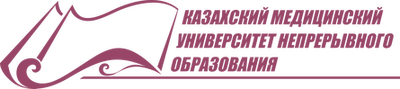 КАЗАХСКИЙ МЕДИЦИНСКИЙ
УНИВЕРСИТЕТ НЕПРЕРЫВНОГО
ОБРАЗОВАНИЯ